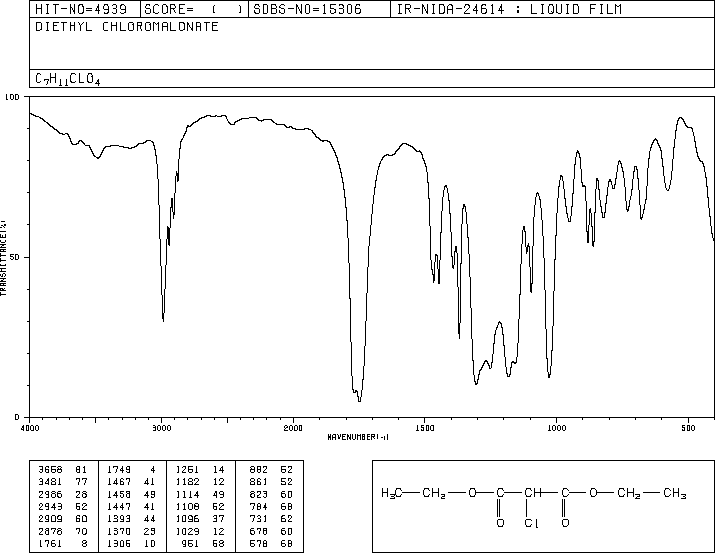 HIT-NO=4939 SCORE= ( ) SDBS-NO=15306 IR-NIDA-24614 : LIQUID FILM
DIETHYL CHLOROMALONATE
C7H11CLO4
100
50
0
TRANSMITTANCE(%)
4000 3000 2000 1500 1000 500
WAVENUMBER(-1)
3658 81 1749 4 1251 14 882 52
3481 77 1467 41 1182 12 861 52
2986 28 1458 49 1114 49 823 60
2943 52 1447 41 1108 52 784 68
2909 60 1393 44 1096 37 731 62
2878 70 1370 23 1029 12 678 60
1761 8 1305 10 951 58 578 68
H3C—CH2—O—C—CH—C—O—CH2—CH3
O Cl O